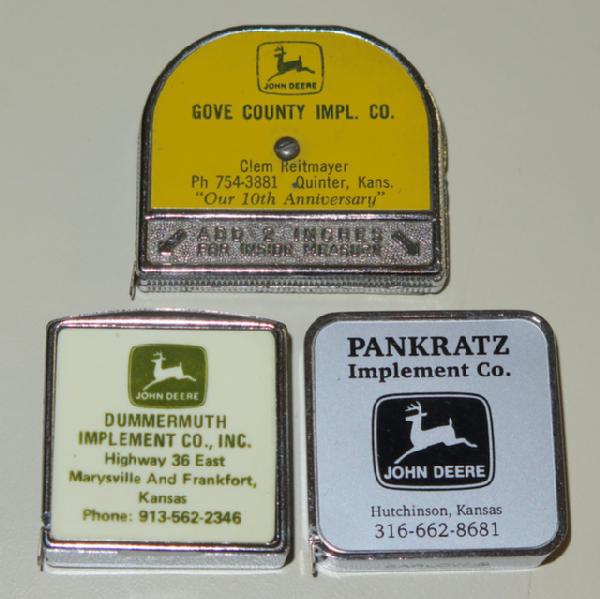 JOHN DEERE
GOVE COUNTY IMPL. CO.
Clem Reitmayer
Ph 754-3881 Quinter, Kans.
"Our 10th Anniversary"
ADD 2 INCHES
FOR INSIDE MEASURE
JOHN DEERE
DUMMERMUTH
IMPLEMENT CO., INC.
Highway 36 East
Marysville And Frankfort,
Kansas
Phone: 913-562-2346
PANKRATZ
Implement Co.
JOHN DEERE
Hutchinson, Kansas
316-662-8681